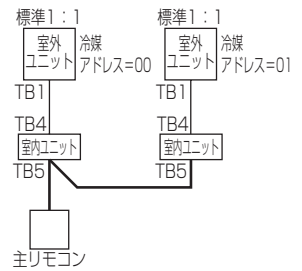 標準1:1
室外
ユニット
冷媒
アドレス=00
TB1
TB4
室内ユニット
TB5
標準1:1
室外
ユニット
冷媒
アドレス=01
TB1
TB4
室内ユニット
TB5
主リモコン